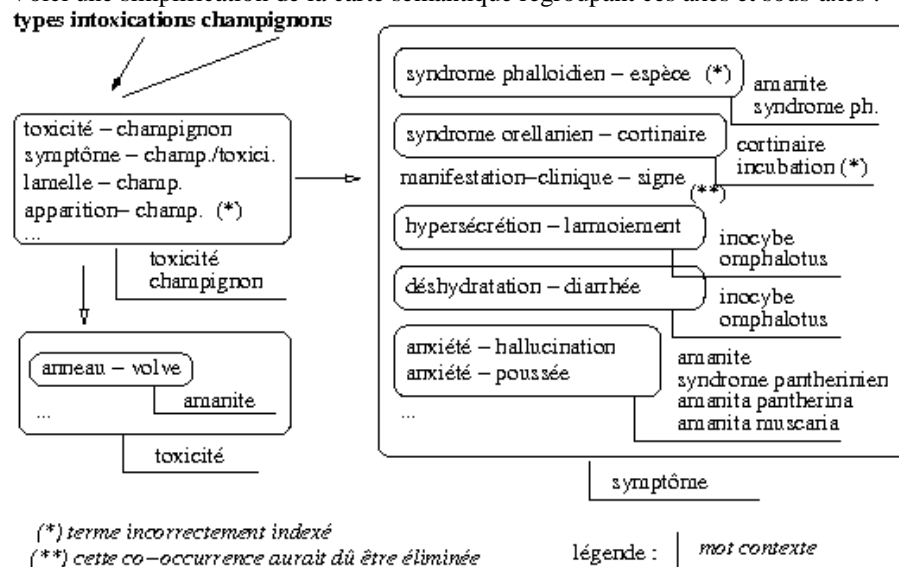 Voici une simplification de la carte sémantique regroupant ces axes et sous-axes :
types intoxications champignons
toxicité – champignon
symptôme – champ./toxici.
lamelle – champ.
apparition– champ. (*)
...
toxicité
champignon
anneau – volve
amanite
...
toxicité
syndrome phalloidien – espèce (*)
amanite
syndrome ph.
syndrome orellanien – cortinaire
cortinaire
incubation (*)
manifestation–clinique – signe
(**)
hypersécrétion – larmoiement
inocybe
omphalotus
déshydratation – diarrhée
inocybe
omphalotus
anxiété – hallucination
anxiété – poussée
...
amanite
syndrome pantherinien
amanita pantherina
amanita muscaria
symptôme
(*) terme incorrectement indexé
(**) cette co–occurrence aurait dû être éliminée
légende :
mot contexte